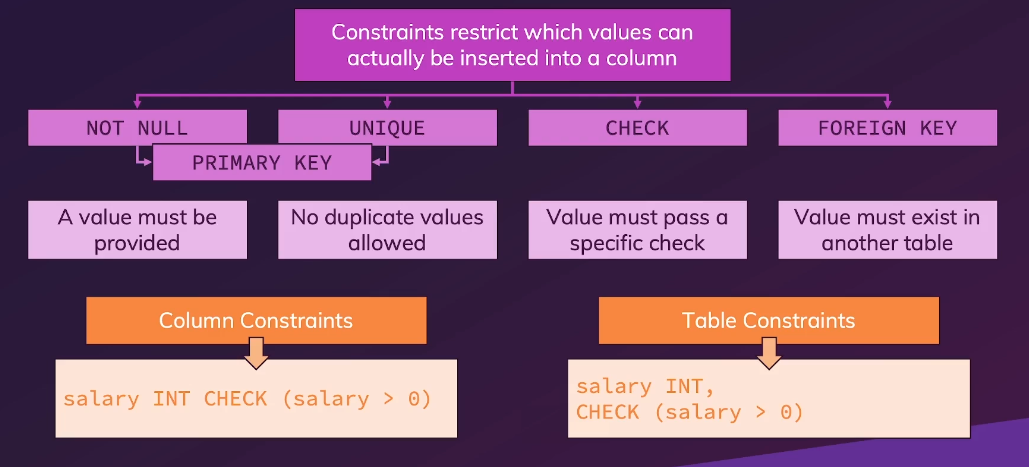 Constraints restrict which values can
actually be inserted into a column
NOT NULL
UNIQUE
CHECK
FOREIGN KEY
PRIMARY KEY
A value must be
provided
No duplicate values
allowed
Value must pass a
specific check
Value must exist in
another table
Column Constraints
Table Constraints
salary INT CHECK (salary > 0)
salary INT,
CHECK (salary > 0)